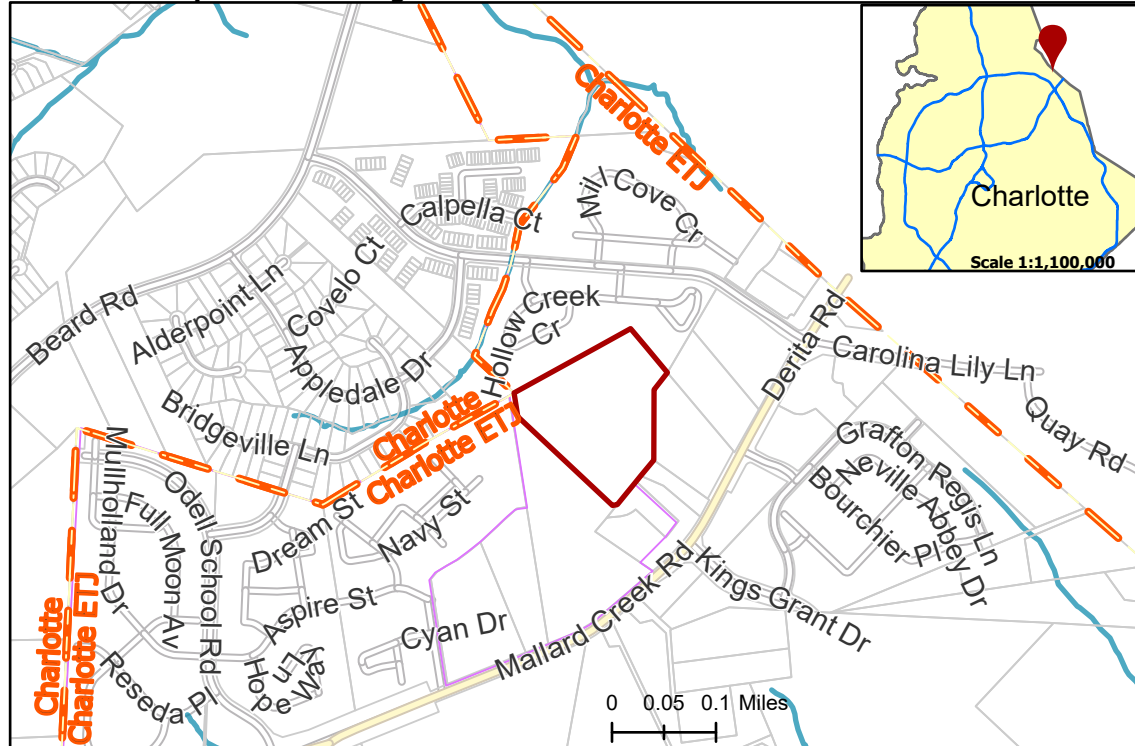 Charlotte ETJ
Charlotte
Scale 1:1,100,000
Mill Cove Cr
Calpella Ct
Covelo Ct
Alderpoint Ln
Beard Rd
Appledale Dr
Hollow Creek
Cr
Derita Rd
Carolina Lily Ln
Quay Rd
Bridgeville Ln
Charlotte
Charlotte ETJ
Grafton Regis Ln
Neville Abbey Dr
Bourchier Pl
Mullholland Dr
Full Moon Av
Odell School Rd
Dream St
Navy St
Kings Grant Dr
Mallard Creek Rd
Aspire St
Cyan Dr
Hope Way
Ln
Reseda Pl
Charlotte
Charlotte ETJ
0 0.05 0.1 Miles